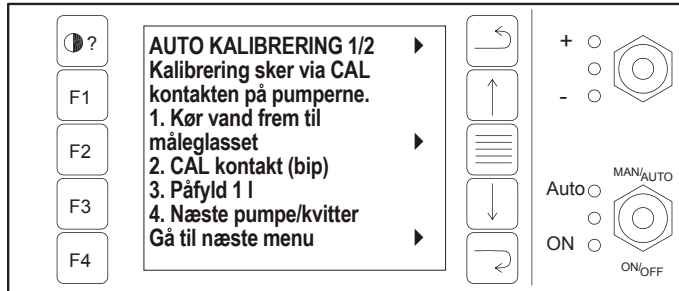 ?
F1
F2
F3
F4
AUTO KALIBRERING 1/2
Kalibrering sker via CAL
kontakten på pumperne.
1. Kør vand frem til
måleglasset
2. CAL kontakt (bip)
3. Påfyld 1 l
4. Næste pumpe/kvitter
Gå til næste menu
+
-
MAN/AUTO
Auto
ON
ON/OFF